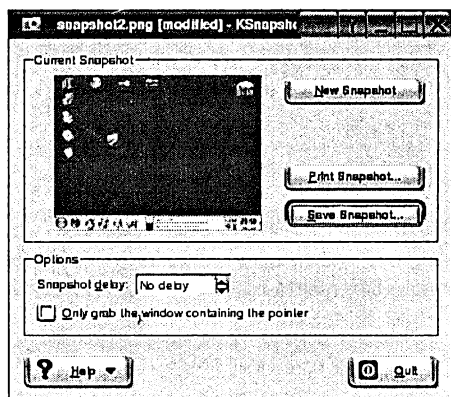 snapshot2.png [modified] - KSnapsho
Current Snapshot
New Snapshot
Print Snapshot...
Save Snapshot...
Options
Snapshot delay: No delay
Only grab the window containing the pointer
Help
Quit